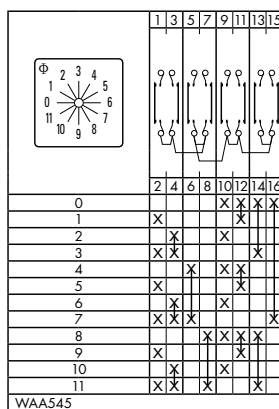 1 3 5 7 9 11 13 15
Φ
2 3 4
1 5
0 6
11 7
10 9 8
2 4 6 8 10 12 14 16
0 X X X X
1 X X
2 X X
3 X X X
4 X X X
5 X X
6 X X
7 X X X X
8 X X X X
9 X X
10 X X
11 X X X X
WAA545